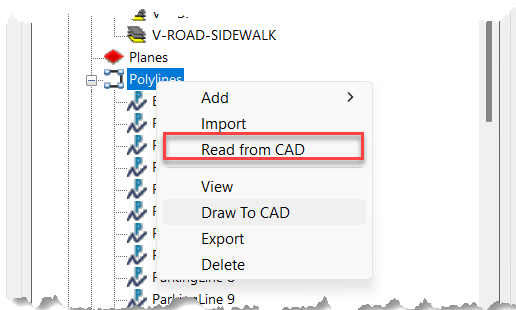 V-ROAD-SIDEWALK
Planes
Polylines
Add
Import
Read from CAD
View
Draw To CAD
Export
Delete
ParkingLine 9